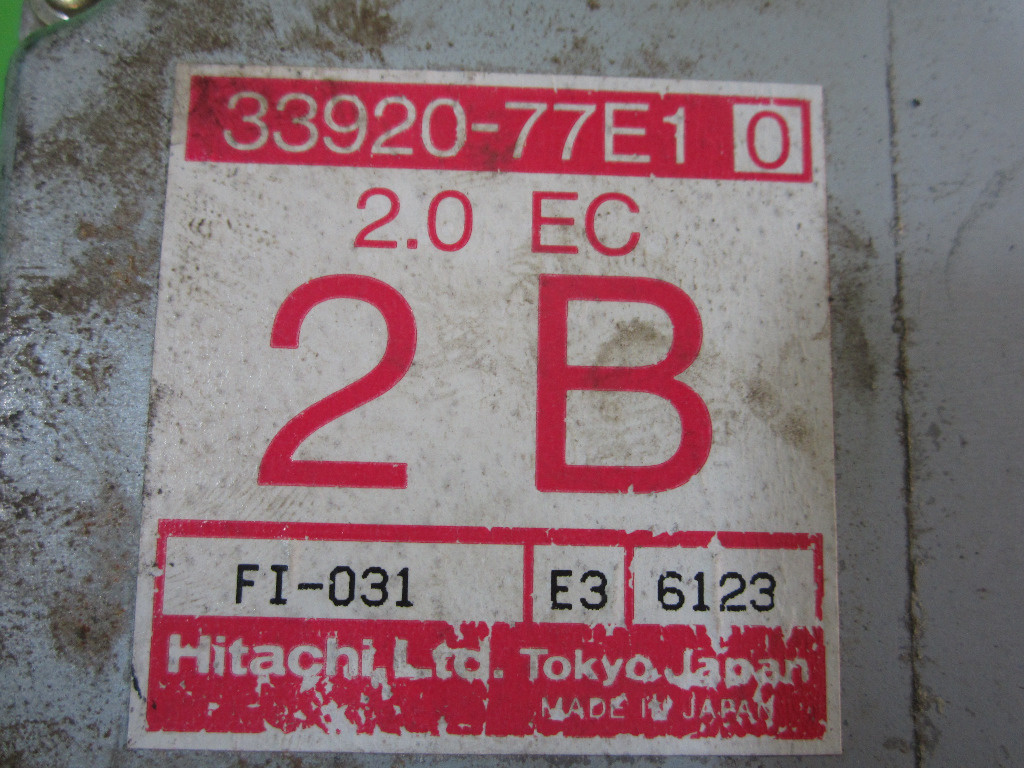 33920-77E1 0
2.0 EC
2 B
FI-031 E3 6123
Hitachi, Ltd. Tokyo Japan
MADE IN JAPAN